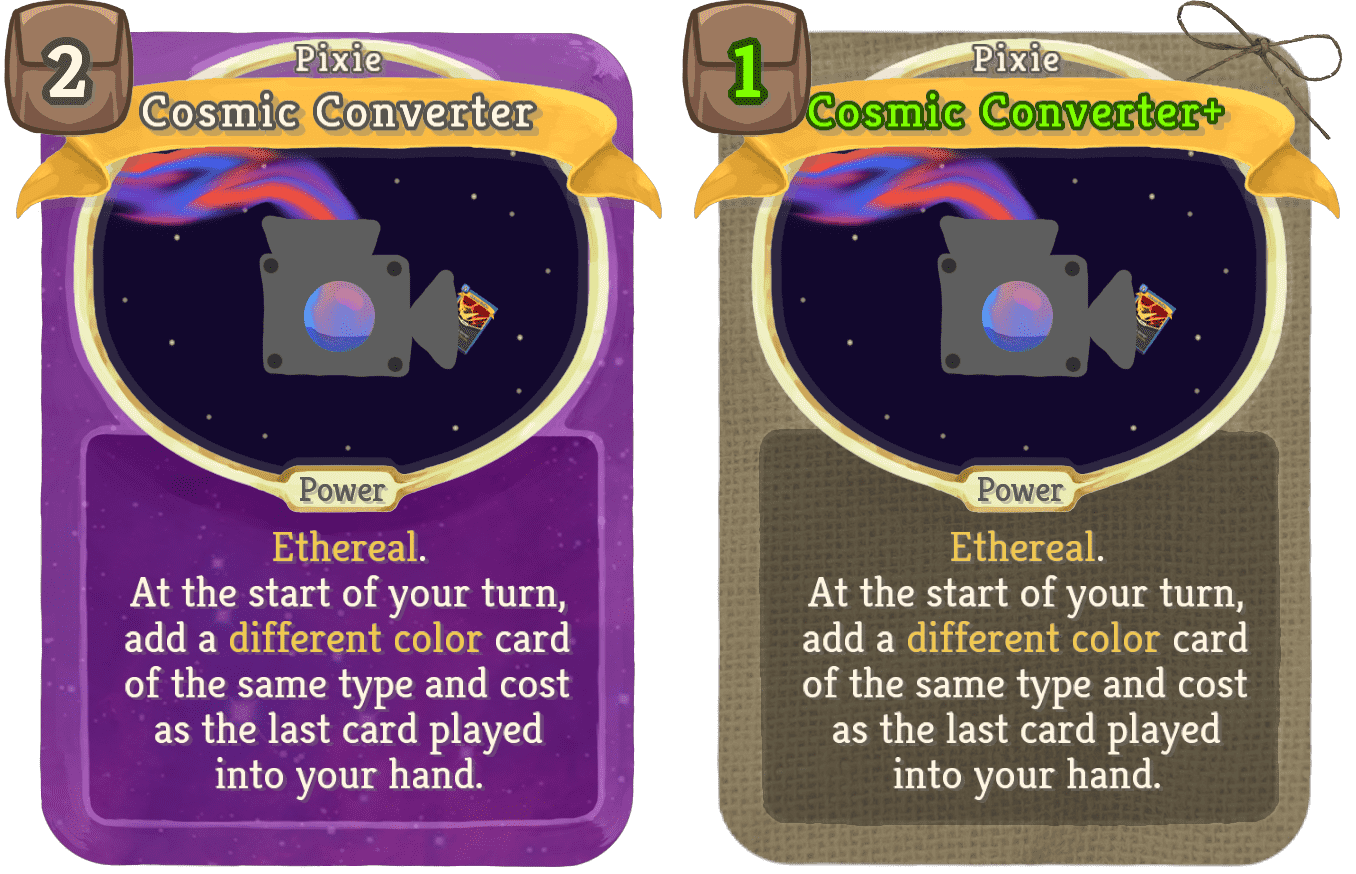 2
Pixie
Cosmic Converter
Power
Ethereal.
At the start of your turn,
add a different color card
of the same type and cost
as the last card played
into your hand.
1
Pixie
Cosmic Converter+
Power
Ethereal.
At the start of your turn,
add a different color card
of the same type and cost
as the last card played
into your hand.